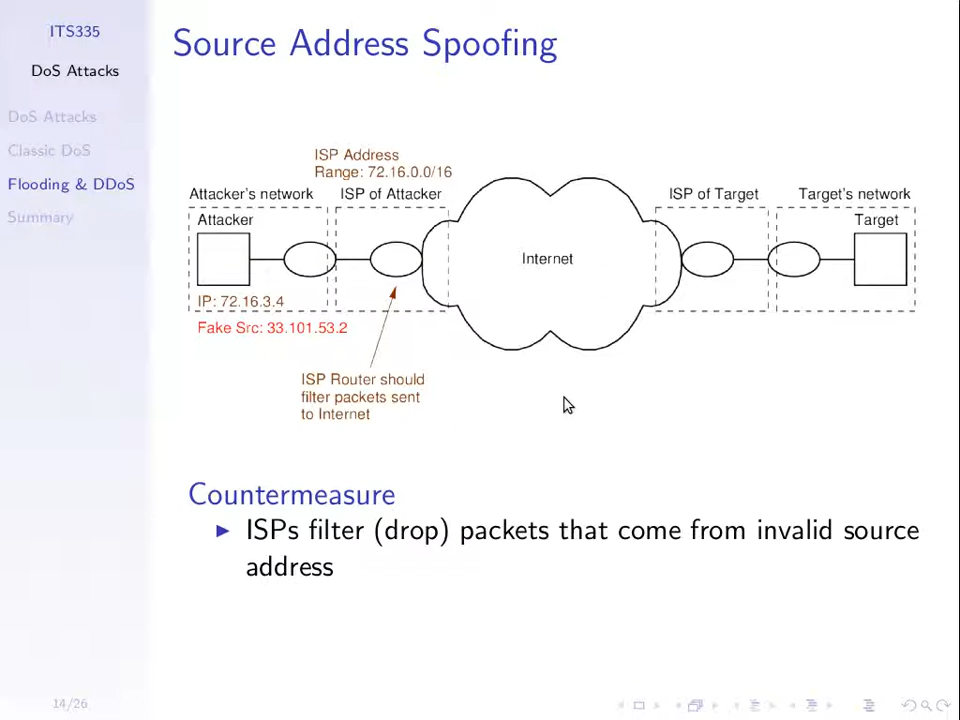 ITS335
DoS Attacks
DoS Attacks
Classic DoS
Flooding & DDoS
Summary
Source Address Spoofing
ISP Address
Range: 72.16.0.0/16
Attacker's network
ISP of Attacker
ISP of Target
Target's network
Attacker
Target
Internet
IP: 72.16.3.4
Fake Src: 33.101.53.2
ISP Router should
filter packets sent
to Internet
Countermeasure
ISPs filter (drop) packets that come from invalid source
address
14/26